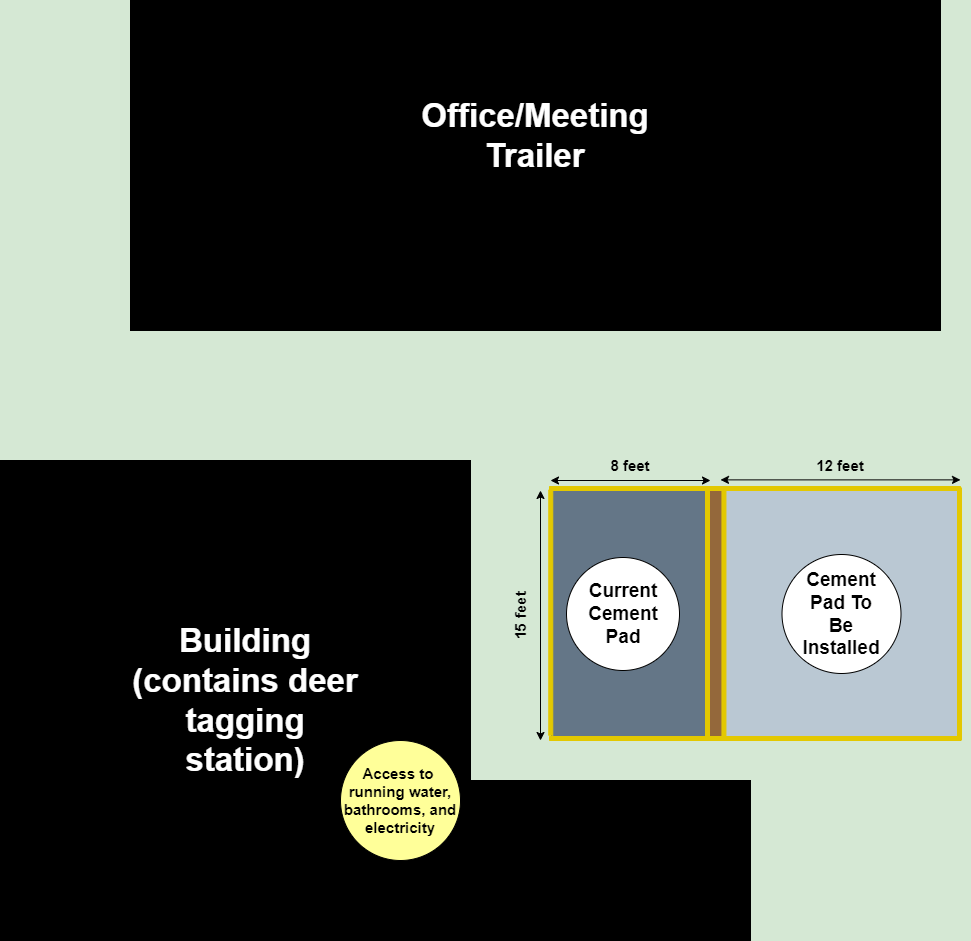 Office/Meeting
Trailer
8 feet
12 feet
15 feet
Current
Cement
Pad
Cement
Pad To
Be
Installed
Building
(contains deer
tagging
station)
Access to
running water,
bathrooms, and
electricity